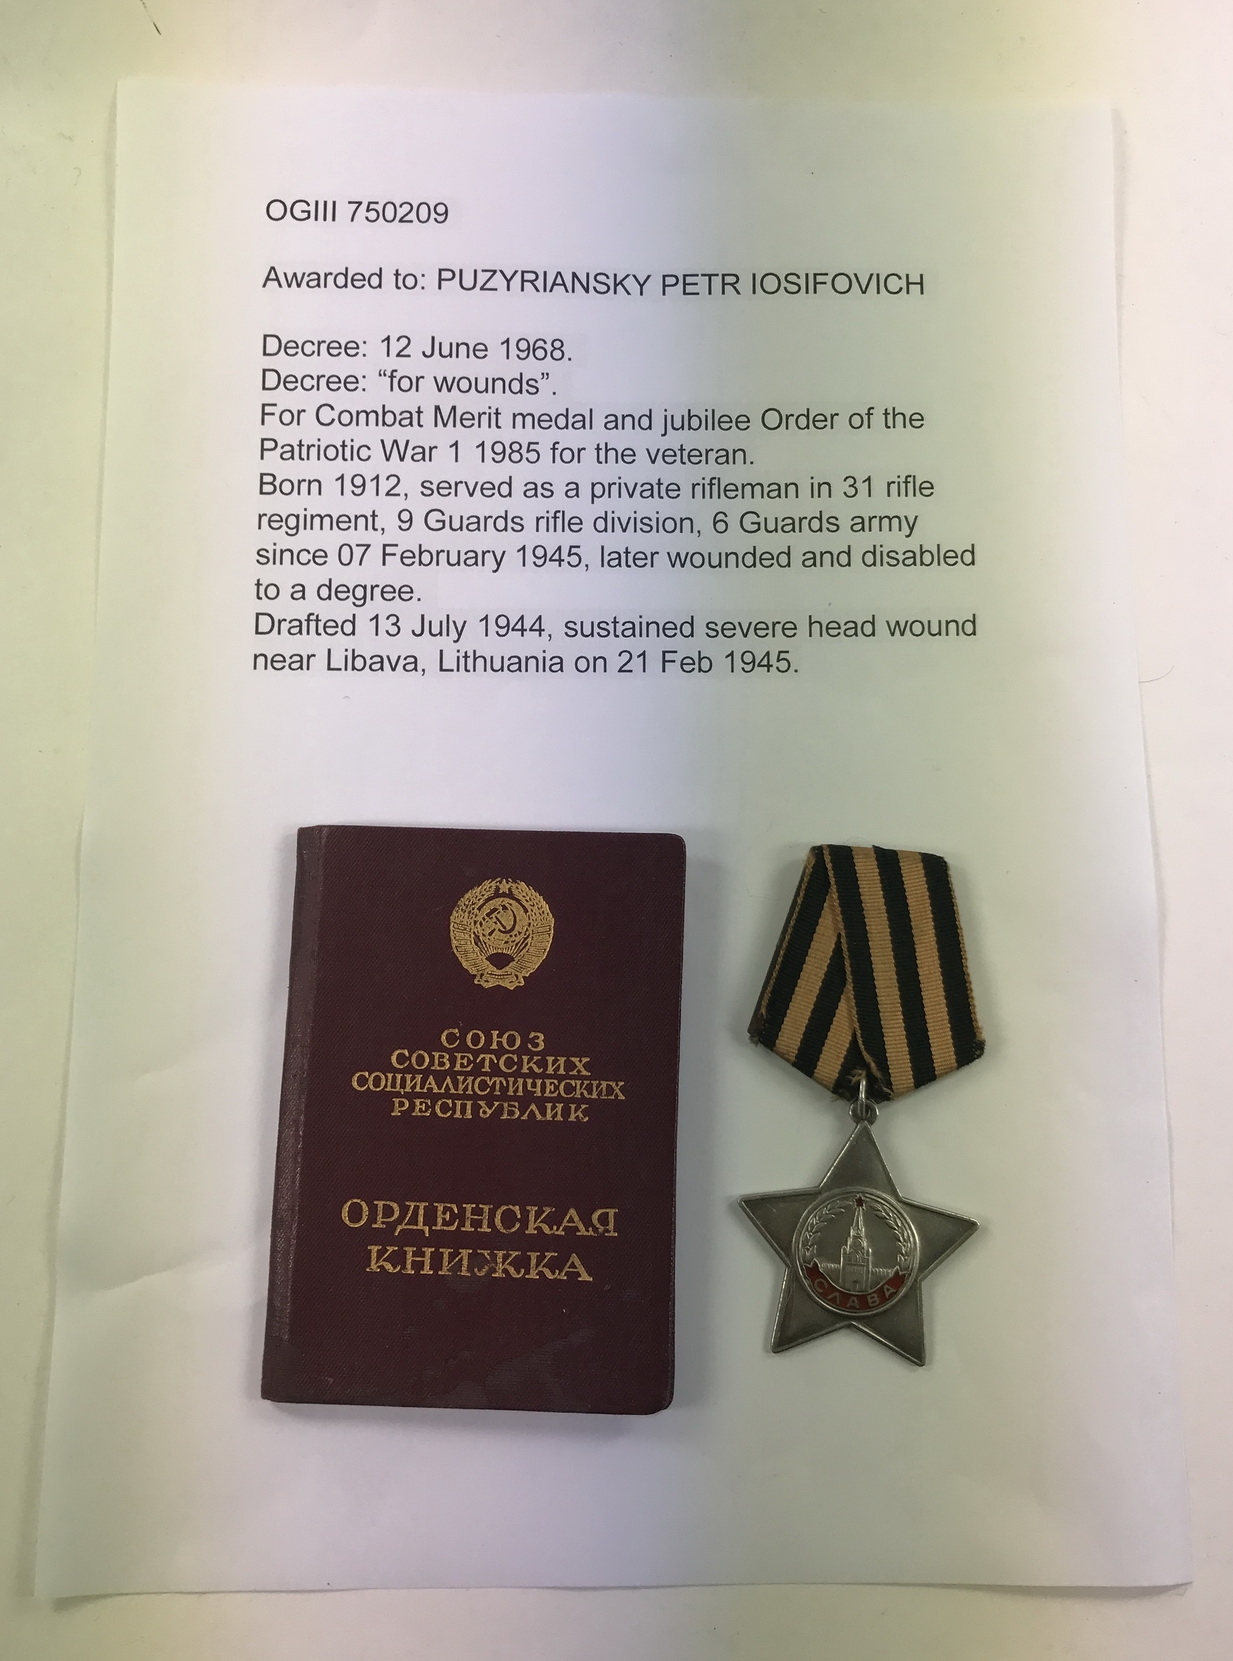 OGIII 750209
Awarded to: PUZYRIANSKY PETR IOSIFOVICH
Decree: 12 June 1968.
Decree: “for wounds”.
For Combat Merit medal and jubilee Order of the
Patriotic War 1 1985 for the veteran.
Born 1912, served as a private rifleman in 31 rifle
regiment, 9 Guards rifle division, 6 Guards army
since 07 February 1945, later wounded and disabled
to a degree.
Drafted 13 July 1944, sustained severe head wound
near Libava, Lithuania on 21 Feb 1945.
СОЮЗ
СОВЕТСКИХ
СОЦИАЛИСТИЧЕСКИХ
РЕСПУБЛИК
ОРДЕНСКАЯ
КНИЖКА
СЛАВА